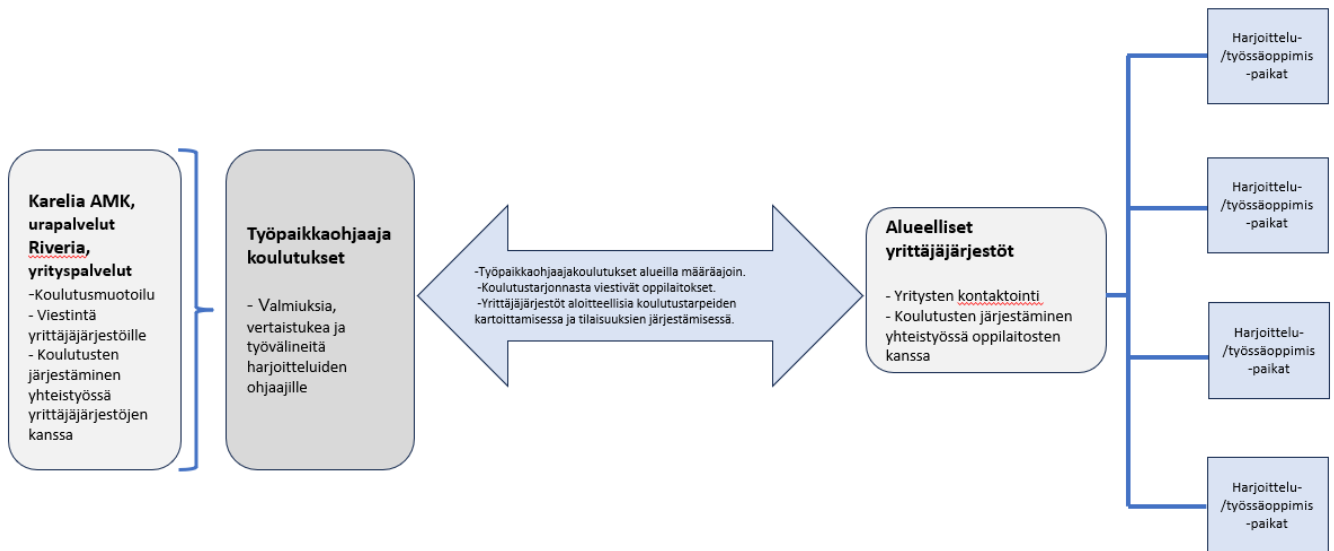 Karelia AMK,
urapalvelut
Riveria,
yrityspalvelut
-Koulutusmuotoilu
- Viestintä
yrittäjäjärjestöille
- Koulutusten
järjestäminen
yhteistyössä
yrittäjäjärjestöjen
kanssa
Työpaikkaohjaaja
koulutukset
- Valmiuksia,
vertaistukea ja
työvälineitä
harjoitteluiden
ohjaajille
-Työpaikkaohjaajakoulutukset alueilla määräajoin.
-Koulutustarjonnasta viestivät oppilaitokset.
-Yrittäjäjärjestöt aloitteellisia koulutustarpeiden
kartoittamisessa ja tilaisuuksien järjestämisessä.
Alueelliset
yrittäjäjärjestöt
- Yritysten kontaktointi
- Koulutusten järjestäminen
yhteistyössä oppilaitosten
kanssa
Harjoittelu-
/työssäoppimis
-paikat
Harjoittelu-
/työssäoppimis
-paikat
Harjoittelu-
/työssäoppimis
-paikat
Harjoittelu-
/työssäoppimis
-paikat